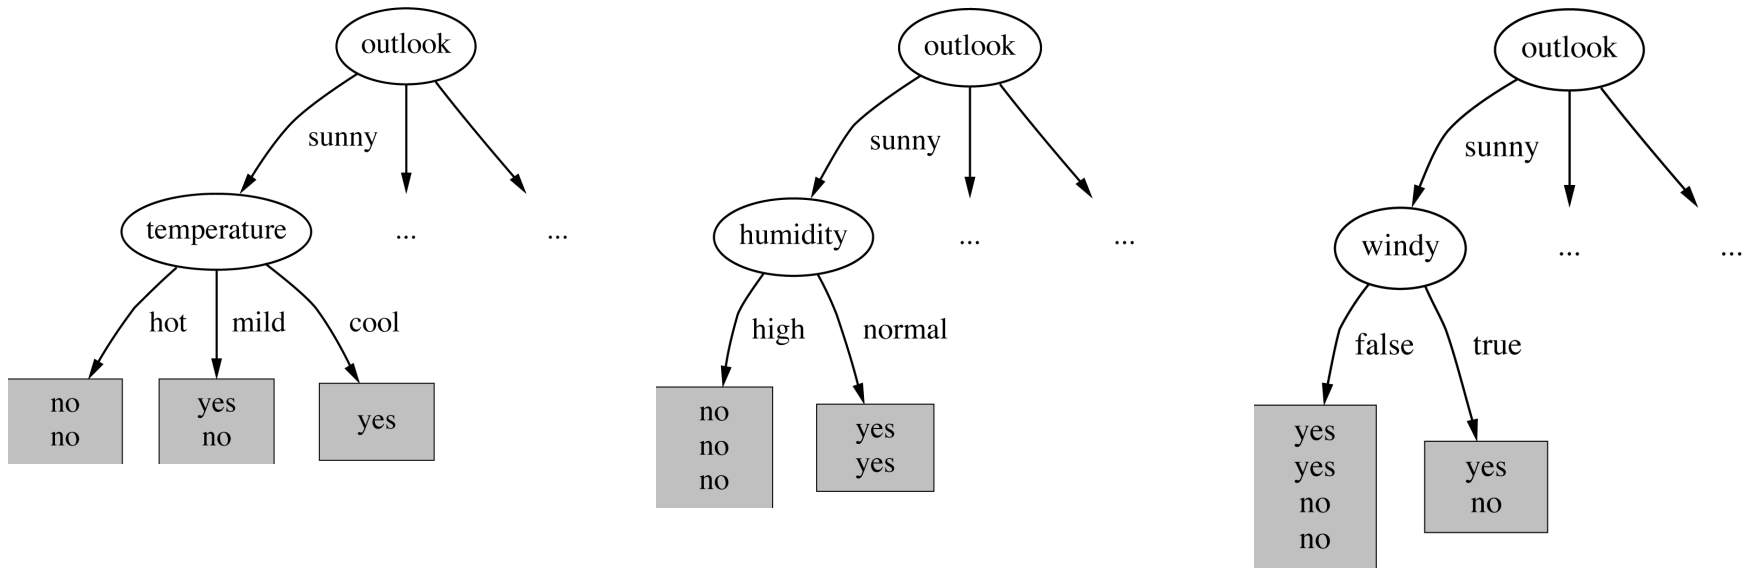 outlook
sunny
temperature
...
...
hot
mild
cool
no
no
yes
no
yes
outlook
sunny
humidity
...
...
high
normal
no
no
no
yes
yes
outlook
sunny
windy
...
...
false
true
yes
yes
no
no
yes
no